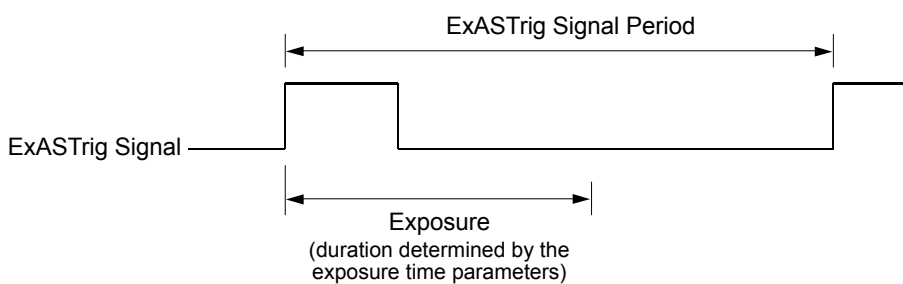 ExASTrig Signal Period
ExASTrig Signal
Exposure
(duration determined by the
exposure time parameters)